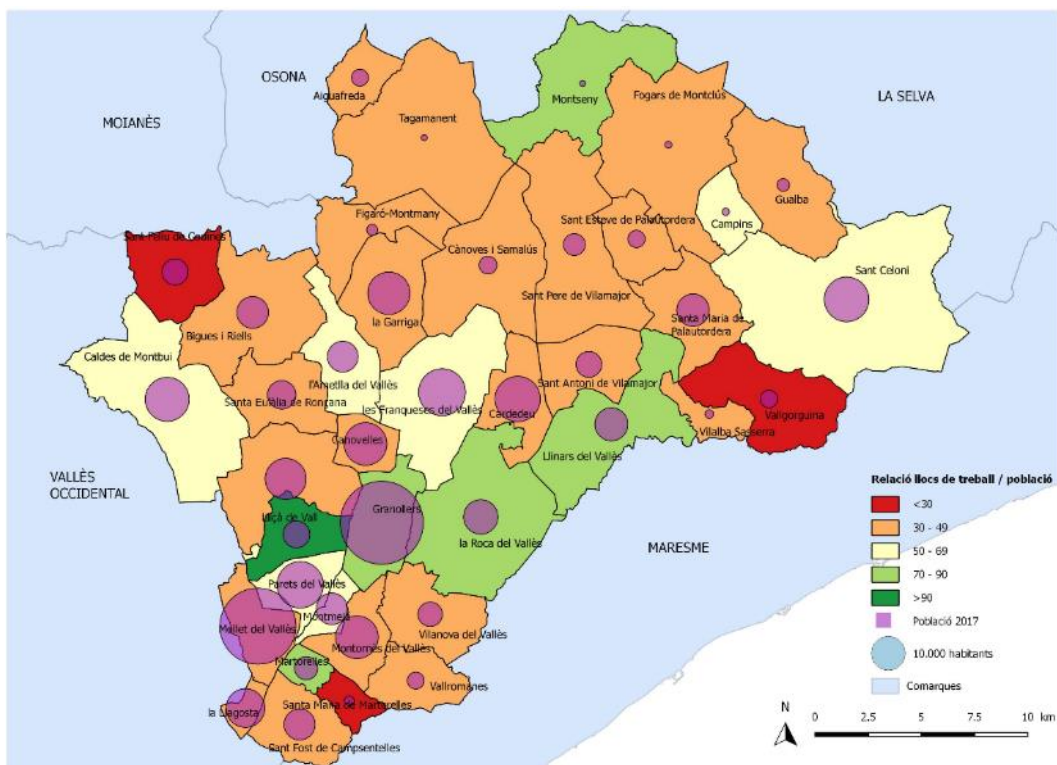 OSONA
Aiguafreda
MOIANÈS
Tagamanent
Montseny
Fogars de Montclús
LA SELVA
Gualba
Figaró-Montmany
Sant Esteve de Palautordera
Campins
Sant Feliu de Codines
Cànoves i Samalús
Sant Celoni
Sant Pere de Vilamajor
la Garriga
Santa Maria de
Palautordera
Bigues i Riells
Caldes de Montbui
l'Ametlla del Vallès
Sant Antoni de Vilamajor
Santa Eulàlia de Ronçana
les Franqueses del Vallès
Cardedeu
Vallgorguina
Vilalba Sasserra
Canovelles
Llinars del Vallès
VALLÈS
OCCIDENTAL
Granollers
Lliçà de Vall
la Roca del Vallès
MARESME
Parets del Vallès
Montmeló
Mollet del Vallès
Vilanova del Vallès
Montornès del Vallès
Martorelles
Vallromanes
Santa Maria de Martorelles
la Llagosta
Sant Fost de Campsentelles
Relació llocs de treball / població
<30
30 - 49
50 - 69
70 - 90
>90
Població 2017
10.000 habitants
Comarques
N
0 2.5 5 7.5 10 km